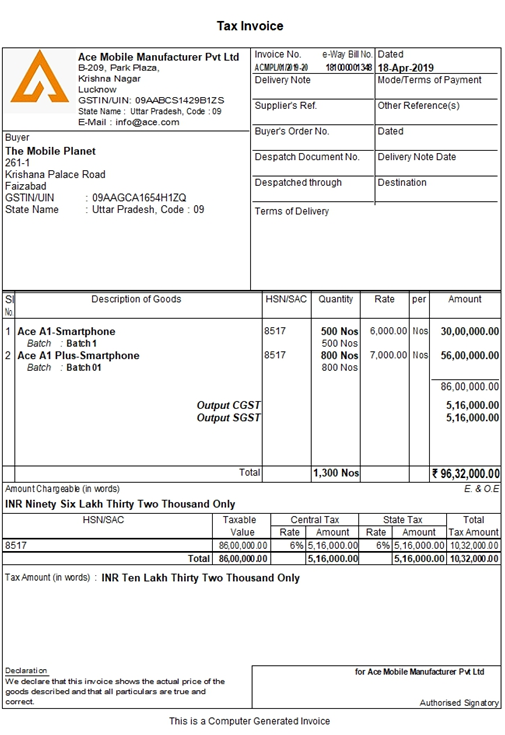 Tax Invoice
Ace Mobile Manufacturer Pvt Ltd
B-209, Park Plaza,
Krishna Nagar
Lucknow
GSTIN/UIN: 09AABCS1429B1ZS
State Name : Uttar Pradesh, Code : 09
E-Mail : info@ace.com
Invoice No. e-Way Bill No. Dated
ACMPL/01/2019-20 181000001343 18-Apr-2019
Delivery Note Mode/Terms of Payment
Supplier's Ref. Other Reference(s)
Buyer's Order No. Dated
Despatch Document No. Delivery Note Date
Despatched through Destination
Terms of Delivery
Buyer
The Mobile Planet
261-1
Krishana Palace Road
Faizabad
GSTIN/UIN : 09AAGCA1654H1ZQ
State Name : Uttar Pradesh, Code : 09
Sl No. Description of Goods HSN/SAC Quantity Rate per Amount
1 Ace A1-Smartphone 8517 500 Nos 6,000.00 Nos 30,00,000.00
Batch : Batch 1 500 Nos
2 Ace A1 Plus-Smartphone 8517 800 Nos 7,000.00 Nos 56,00,000.00
Batch : Batch 01 800 Nos
86,00,000.00
Output CGST 5,16,000.00
Output SGST 5,16,000.00
Total 1,300 Nos ₹ 96,32,000.00
Amount Chargeable (in words) E. & O.E
INR Ninety Six Lakh Thirty Two Thousand Only
HSN/SAC Taxable Central Tax State Tax Total
Value Rate Amount Rate Amount Tax Amount
8517 86,00,000.00 6% 5,16,000.00 6% 5,16,000.00 10,32,000.00
Total 86,00,000.00 5,16,000.00 5,16,000.00 10,32,000.00
Tax Amount (in words) : INR Ten Lakh Thirty Two Thousand Only
Declaration
We declare that this invoice shows the actual price of the
goods described and that all particulars are true and
correct.
for Ace Mobile Manufacturer Pvt Ltd
Authorised Signatory
This is a Computer Generated Invoice